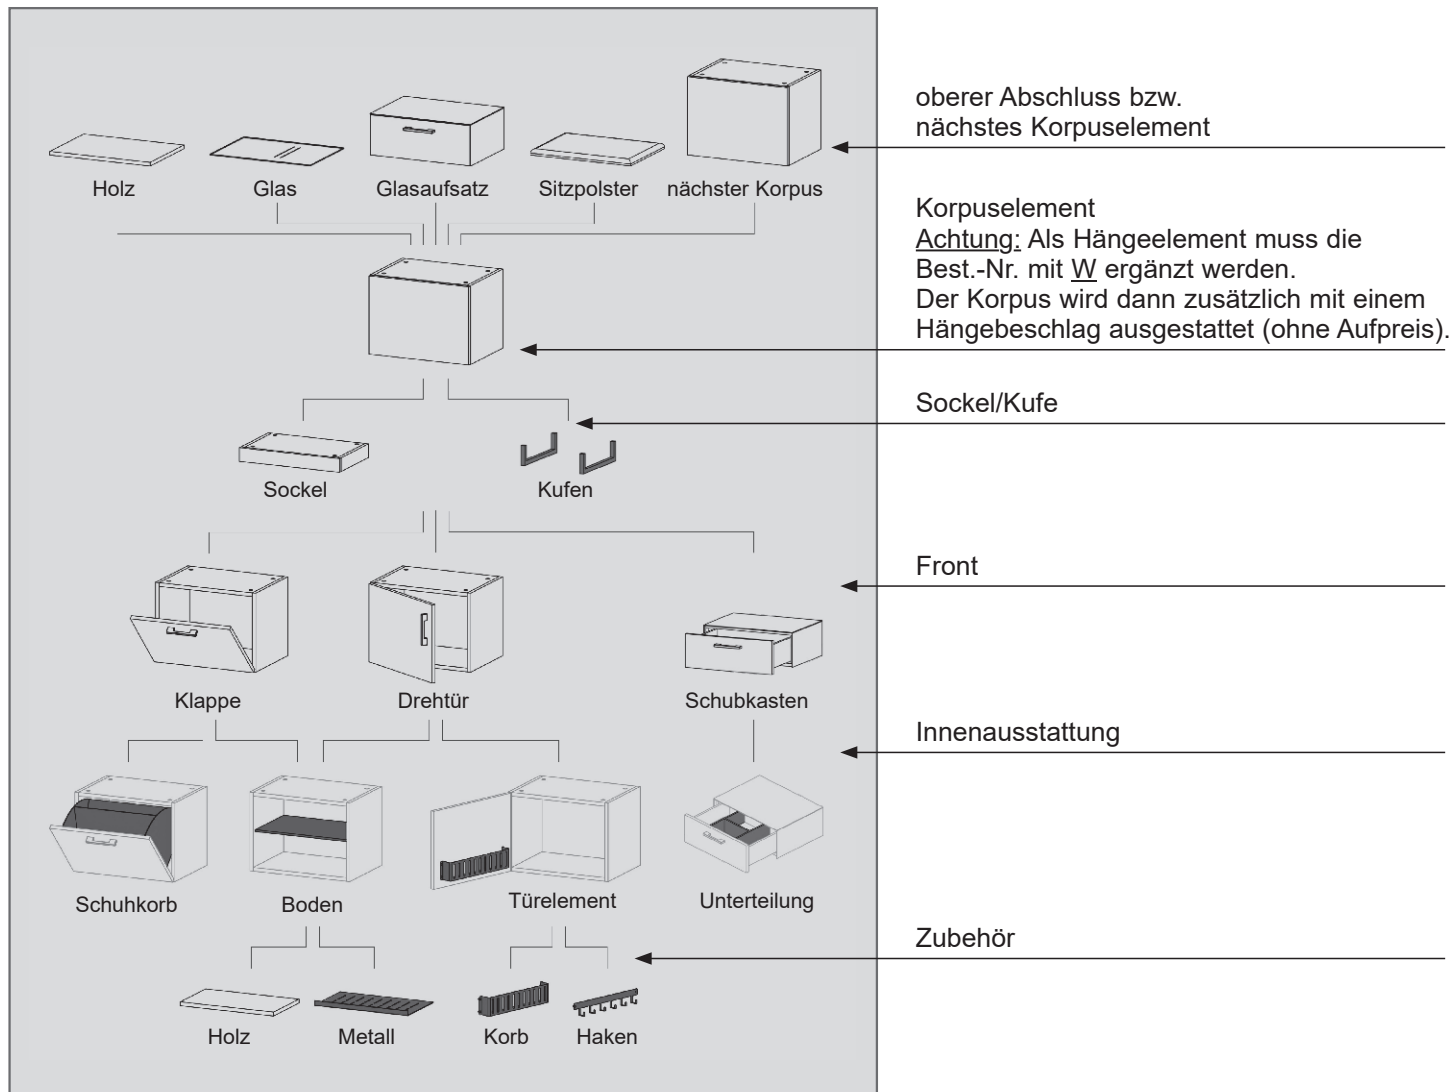 oberer Abschluss bzw.
nächstes Korpuselement
Holz
Glas
Glasaufsatz
Sitzpolster
nächster Korpus
Korpuselement
Achtung: Als Hängeelement muss die
Best.-Nr. mit W ergänzt werden.
Der Korpus wird dann zusätzlich mit einem
Hängebeschlag ausgestattet (ohne Aufpreis).
Sockel/Kufe
Sockel
Kufen
Front
Klappe
Drehtür
Schubkasten
Innenausstattung
Schuhkorb
Boden
Türelement
Unterteilung
Zubehör
Holz
Metall
Korb
Haken